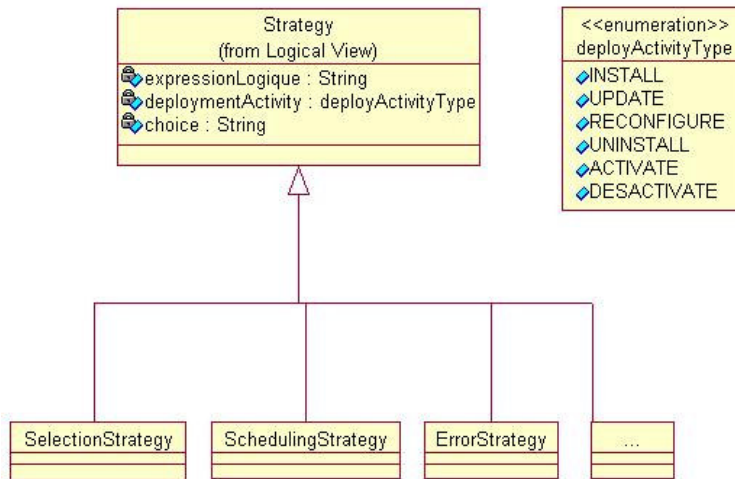 Strategy
(from Logical View)
expressionLogique : String
deploymentActivity : deployActivityType
choice : String
<<enumeration>>
deployActivityType
INSTALL
UPDATE
RECONFIGURE
UNINSTALL
ACTIVATE
DESACTIVATE
SelectionStrategy
SchedulingStrategy
ErrorStrategy
...